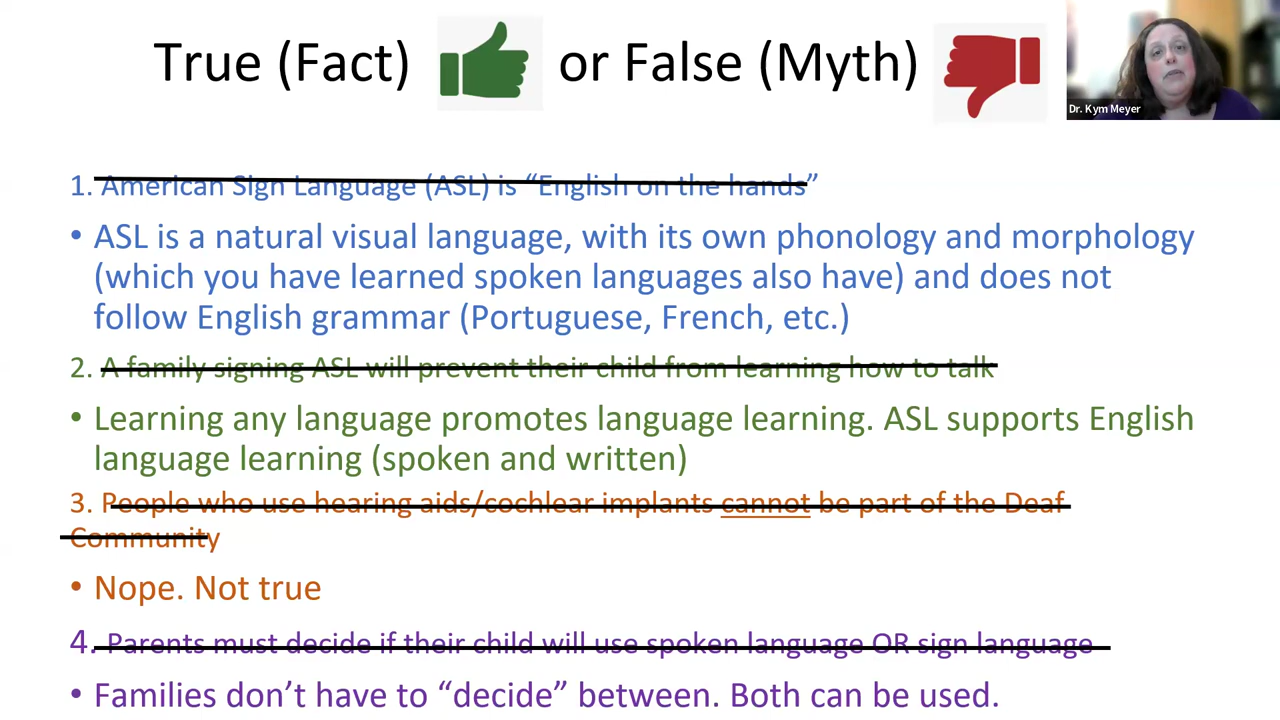 True (Fact) or False (Myth)
Dr. Kym Meyer
1. American Sign Language (ASL) is “English on the hands”
• ASL is a natural visual language, with its own phonology and morphology
(which you have learned spoken languages also have) and does not
follow English grammar (Portuguese, French, etc.)
2. A family signing ASL will prevent their child from learning how to talk
• Learning any language promotes language learning. ASL supports English
language learning (spoken and written)
3. People who use hearing aids/cochlear implants cannot be part of the Deaf
Community
• Nope. Not true
4. Parents must decide if their child will use spoken language OR sign language
• Families don’t have to “decide” between. Both can be used.